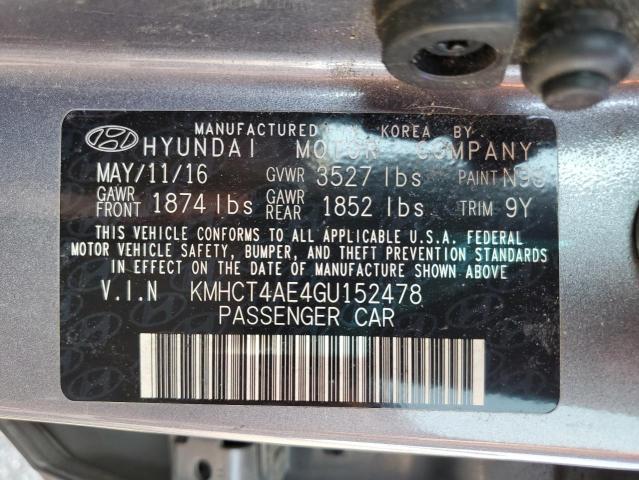 MANUFACTURED BY KOREA BY
HYUNDAI MOTOR COMPANY
MAY/11/16 GVWR 3527 lbs PAINT
GAWR FRONT 1874 lbs GAWR REAR 1852 lbs TRIM 9Y
THIS VEHICLE CONFORMS TO ALL APPLICABLE U.S.A. FEDERAL
MOTOR VEHICLE SAFETY, BUMPER, AND THEFT PREVENTION STANDARDS
IN EFFECT ON THE DATE OF MANUFACTURE SHOWN ABOVE
V.I.N KMHCT4AE4GU152478
PASSENGER CAR